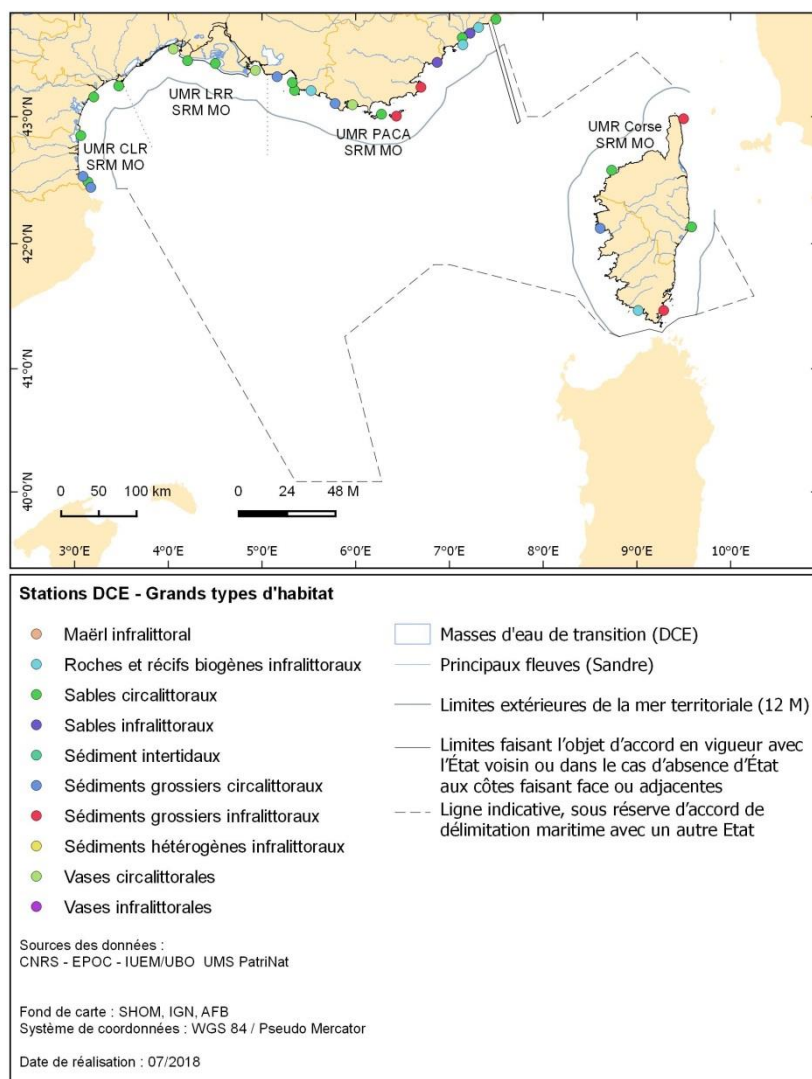 43°0'N
42°0'N
41°0'N
40°0'N
UMR LRR
SRM MO
UMR CLR
SRM MO
UMR PACA
SRM MO
UMR Corse
SRM MO
0 50 100 km
0 24 48 M
3°0'E 4°0'E 5°0'E 6°0'E 7°0'E 8°0'E 9°0'E 10°0'E
Stations DCE - Grands types d'habitat
Maërl infralittoral
Roches et récifs biogènes infralittoraux
Sables circalittoraux
Sables infralittoraux
Sédiment intertidaux
Sédiments grossiers circalittoraux
Sédiments grossiers infralittoraux
Sédiments hétérogènes infralittoraux
Vases circalittorales
Vases infralittorales
Masses d'eau de transition (DCE)
Principaux fleuves (Sandre)
Limites extérieures de la mer territoriale (12 M)
Limites faisant l'objet d'accord en vigueur avec
l'État voisin ou dans le cas d'absence d'État
aux côtes faisant face ou adjacentes
Ligne indicative, sous réserve d'accord de
délimitation maritime avec un autre Etat
Sources des données :
CNRS - EPOC - IUEM/UBO UMS PatriNat
Fond de carte : SHOM, IGN, AFB
Système de coordonnées : WGS 84 / Pseudo Mercator
Date de réalisation : 07/2018